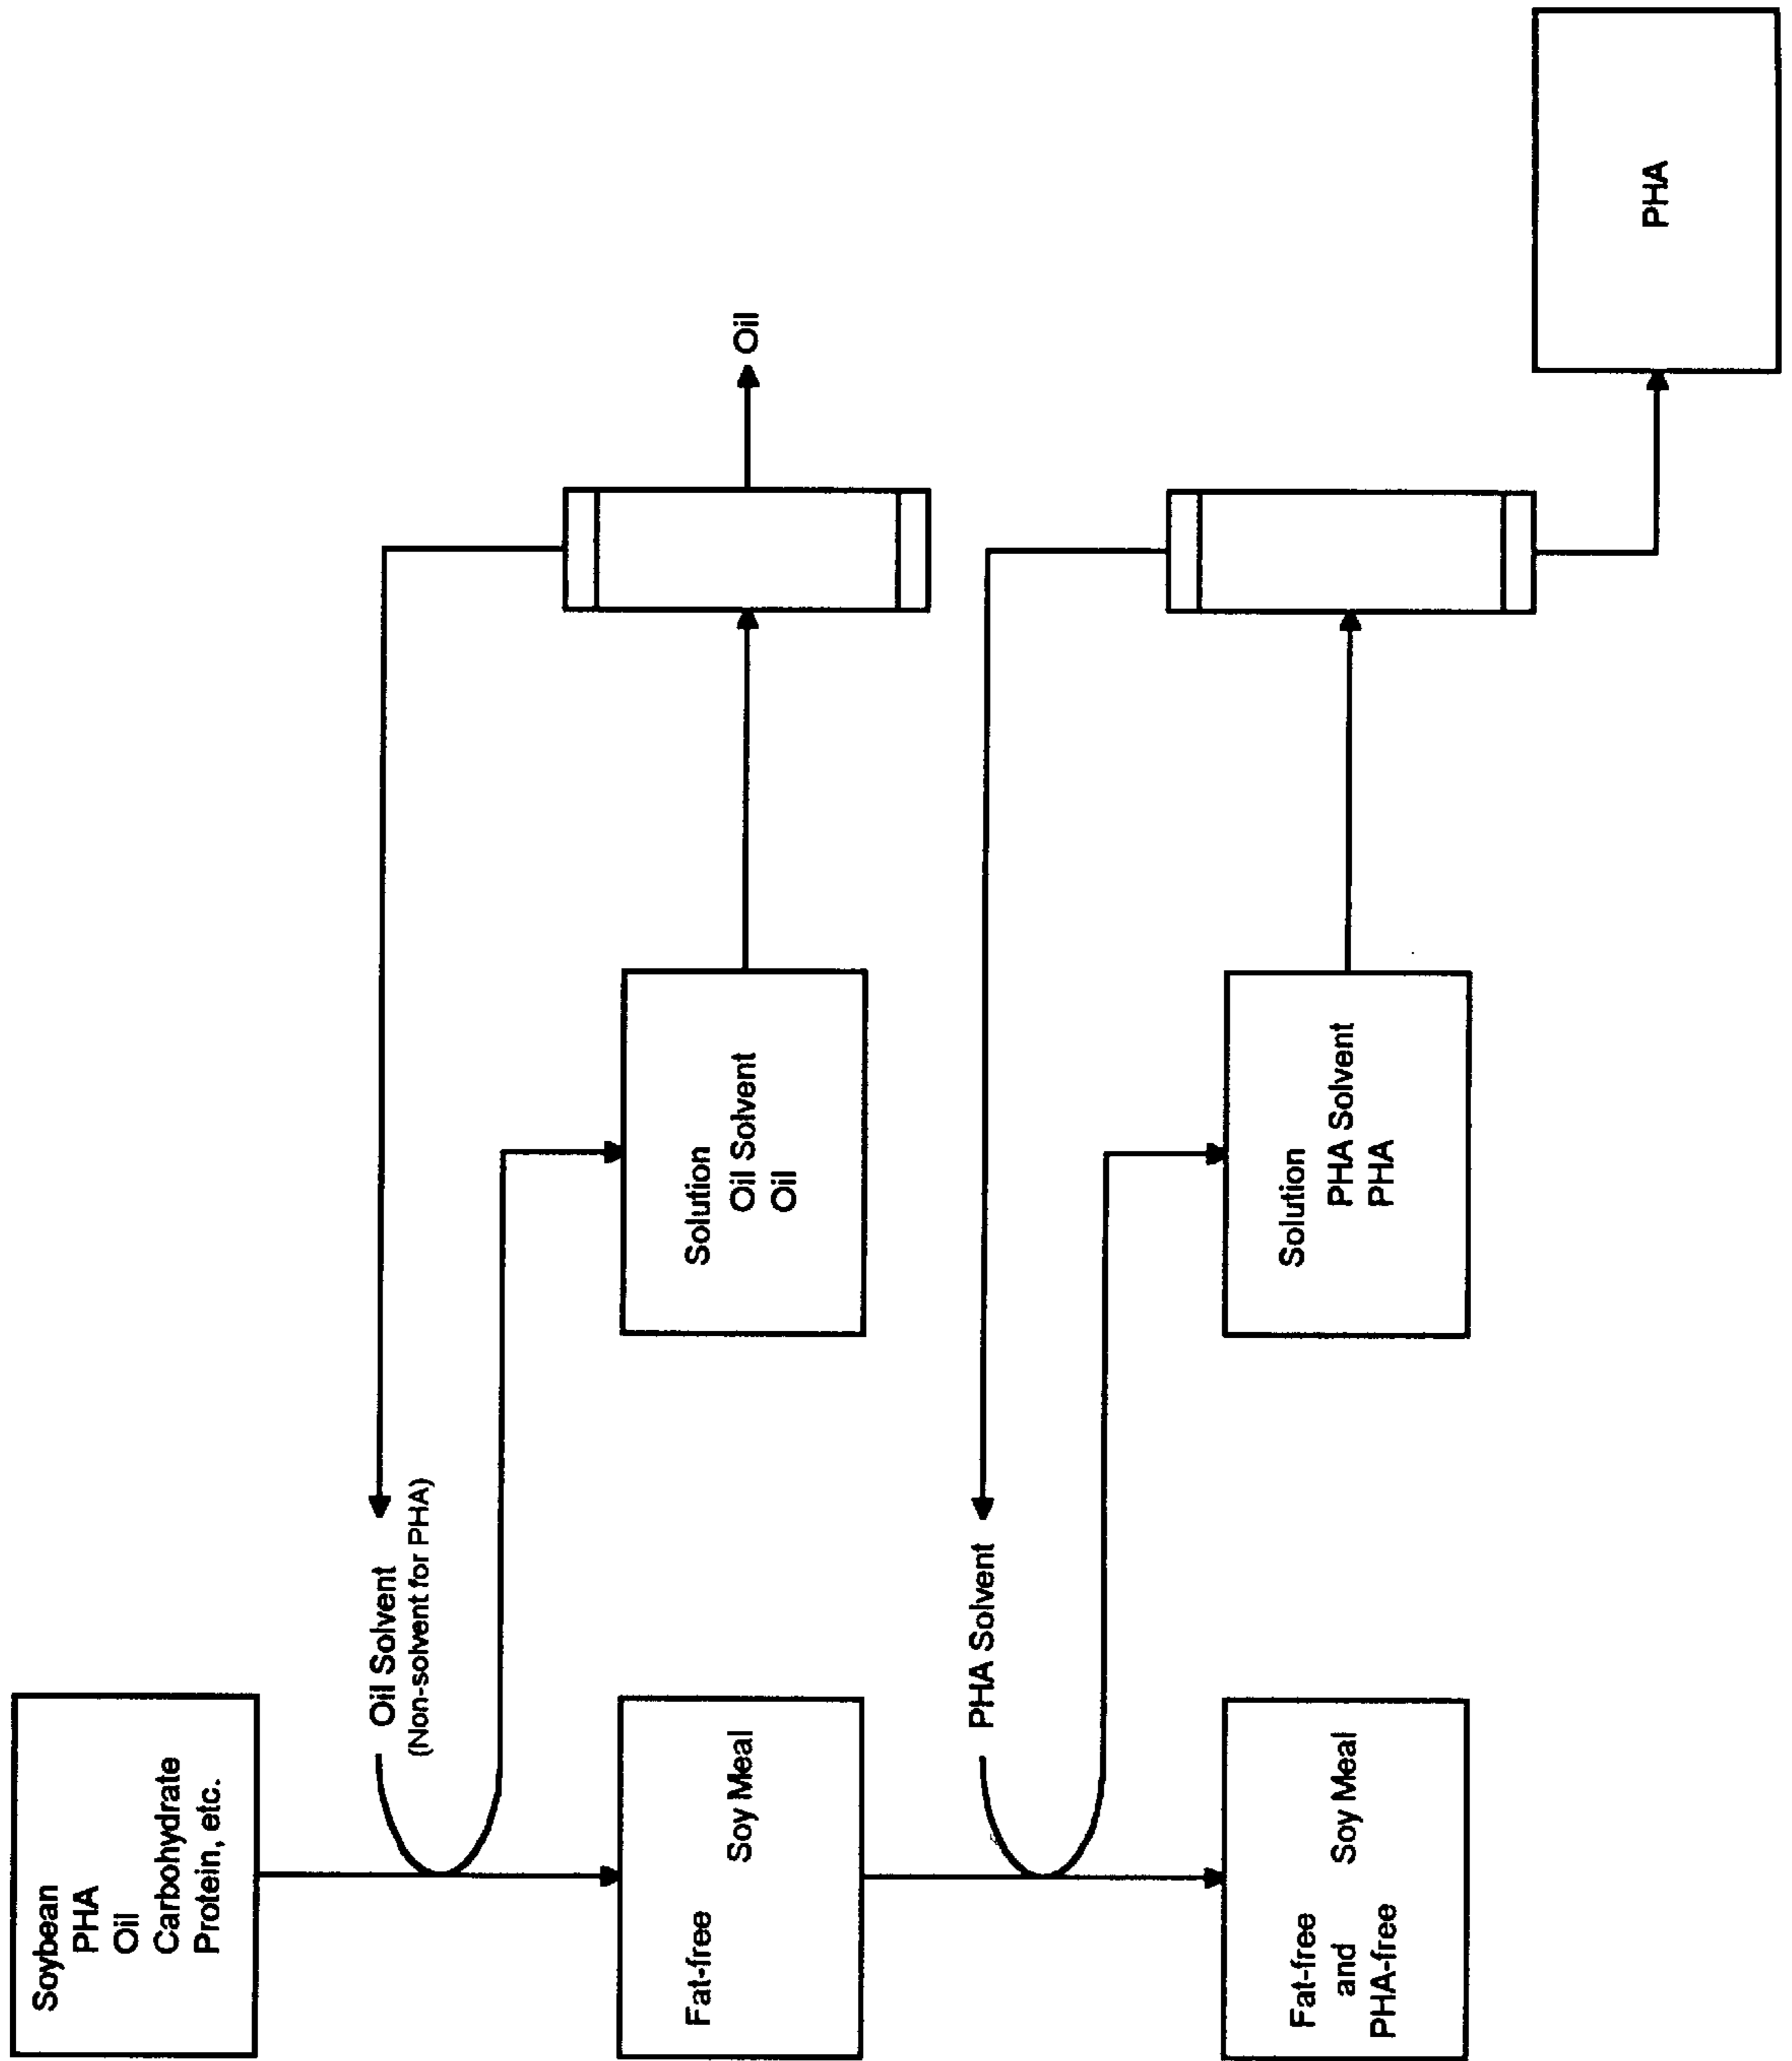 Soybean
PHA
Oil
Carbohydrate
Protein, etc.
Oil Solvent
(Non-solvent for PHA)
Fat-free
Soy Meal
Solution
Oil Solvent
Oil
Oil
PHA Solvent
Fat-free
and
PHA-free
Soy Meal
Solution
PHA Solvent
PHA
PHA